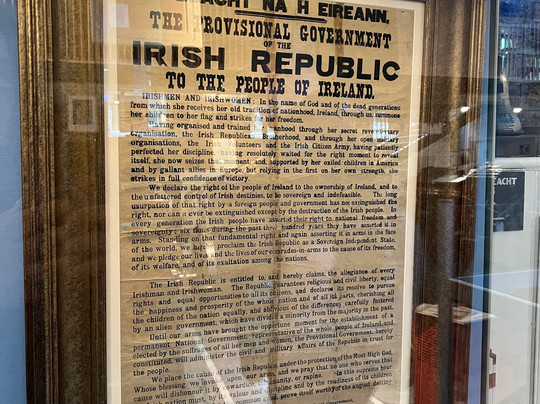 NA H EIREANN.
THE PROVISIONAL GOVERNMENT
OF THE
IRISH REPUBLIC
TO THE PEOPLE OF IRELAND.
IRISHMEN AND IRISHWOMEN: In the name of God and of the dead generations
from which she receives her old tradition of nationhood, Ireland, through us, summons
her children to her flag and strikes for her freedom.
Having organised and trained her manhood through her secret revolutionary
organisation, the Irish Republican Brotherhood, and through her open military
organisations, the Irish Volunteers and the Irish Citizen Army, having patiently
perfected her discipline, having resolutely waited for the right moment to reveal
itself, she now seizes that moment, and, supported by her exiled children in America
and by gallant allies in Europe, but relying in the first on her own strength, she
strikes in full confidence of victory.
We declare the right of the people of Ireland to the ownership of Ireland, and to
the unfettered control of Irish destinies, to be sovereign and indefeasible. The long
usurpation of that right by a foreign people and government has not extinguished the
right, nor can it ever be extinguished except by the destruction of the Irish people. In
every generation the Irish people have asserted their right to national freedom and
sovereignty; six times during the past three hundred years they have asserted it in
arms. Standing on that fundamental right and again asserting it in arms in the face
of the world, we hereby proclaim the Irish Republic as a Sovereign Independent State,
and we pledge our lives and the lives of our comrades-in-arms to the cause of its freedom,
of its welfare, and of its exaltation among the nations.
The Irish Republic is entitled to, and hereby claims, the allegiance of every
Irishman and Irishwoman. The Republic guarantees religious and civil liberty, equal
rights and equal opportunities to all its citizens, and declares its resolve to pursue
the happiness and prosperity of the whole nation and of all its parts, cherishing all
the children of the nation equally, and oblivious of the differences carefully fostered
by an alien government, which have divided a minority from the majority in the past.
Until our arms have brought the opportune moment for the establishment of a
permanent National Government, representative of the whole people of Ireland and
elected by the suffrages of all her men and women, the Provisional Government, hereby
constituted, will administer the civil and military affairs of the Republic in trust for
the people.
We place the cause of the Irish Republic under the protection of the Most High God,
Whose blessing we invoke upon our arms, and we pray that no one who serves that
cause will dishonour it by cowardice, inhumanity, or rapine. In this
nation must, by its valour and discipline and by the readiness of its children
common prove itself worthy of the august destiny
EACHT